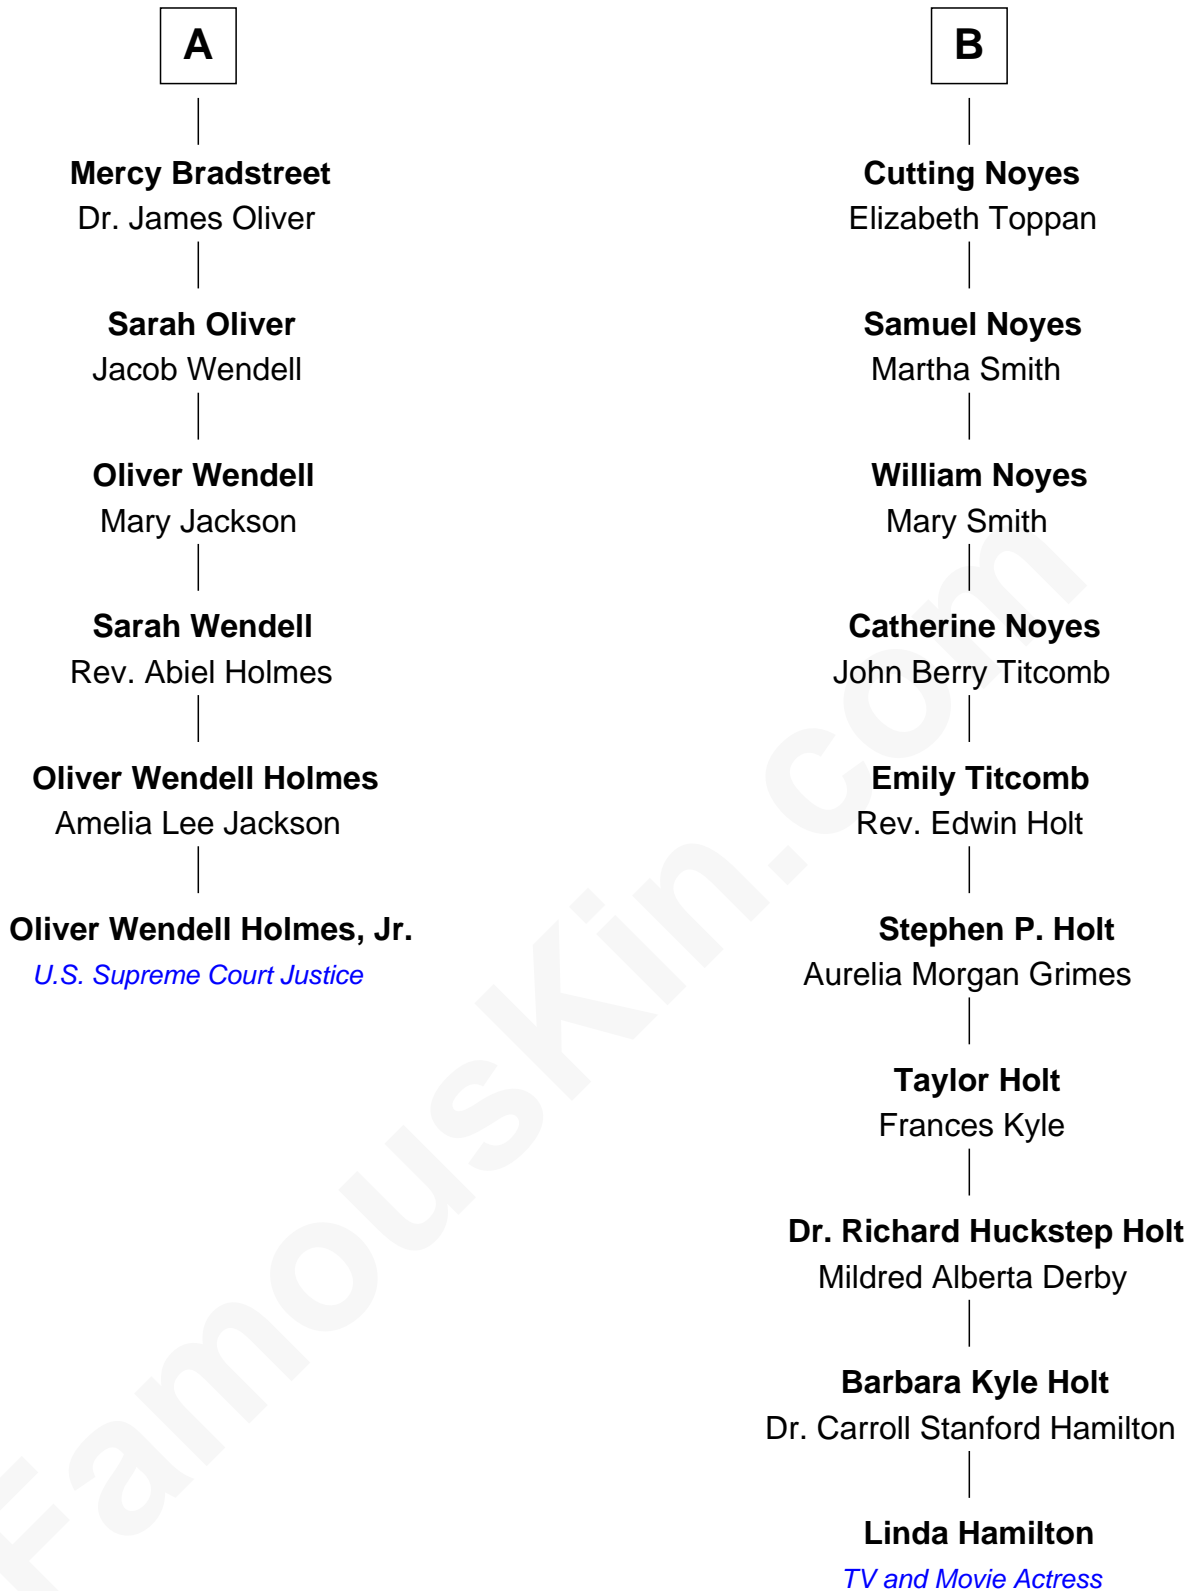 A
Mercy Bradstreet
Dr. James Oliver
Sarah Oliver
Jacob Wendell
Oliver Wendell
Mary Jackson
Sarah Wendell
Rev. Abiel Holmes
Oliver Wendell Holmes
Amelia Lee Jackson
Oliver Wendell Holmes, Jr.
U.S. Supreme Court Justice
B
Cutting Noyes
Elizabeth Toppan
Samuel Noyes
Martha Smith
William Noyes
Mary Smith
Catherine Noyes
John Berry Titcomb
Emily Titcomb
Rev. Edwin Holt
Stephen P. Holt
Aurelia Morgan Grimes
Taylor Holt
Frances Kyle
Dr. Richard Huckstep Holt
Mildred Alberta Derby
Barbara Kyle Holt
Dr. Carroll Stanford Hamilton
Linda Hamilton
TV and Movie Actress
FamousKin.com